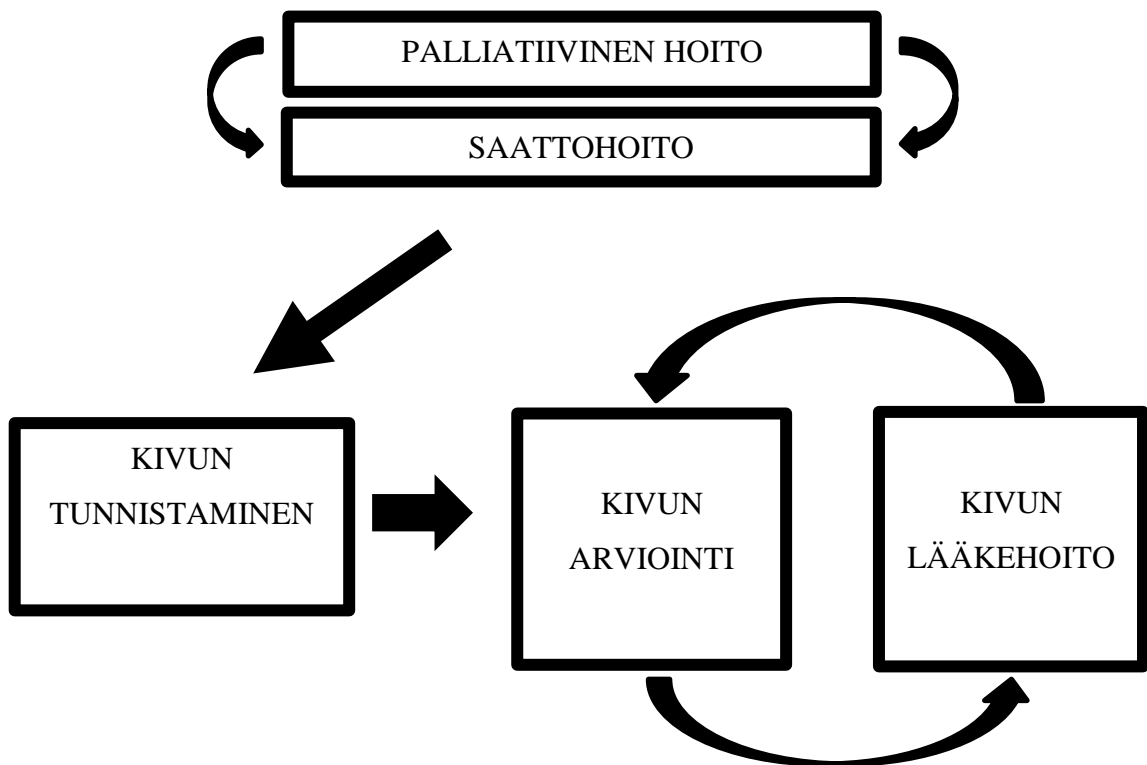 PALLIATIIVINEN HOITO
SAATTOHOITO
KIVUN
TUNNISTAMINEN
KIVUN
ARVIOINTI
KIVUN
LÄÄKEHOITO